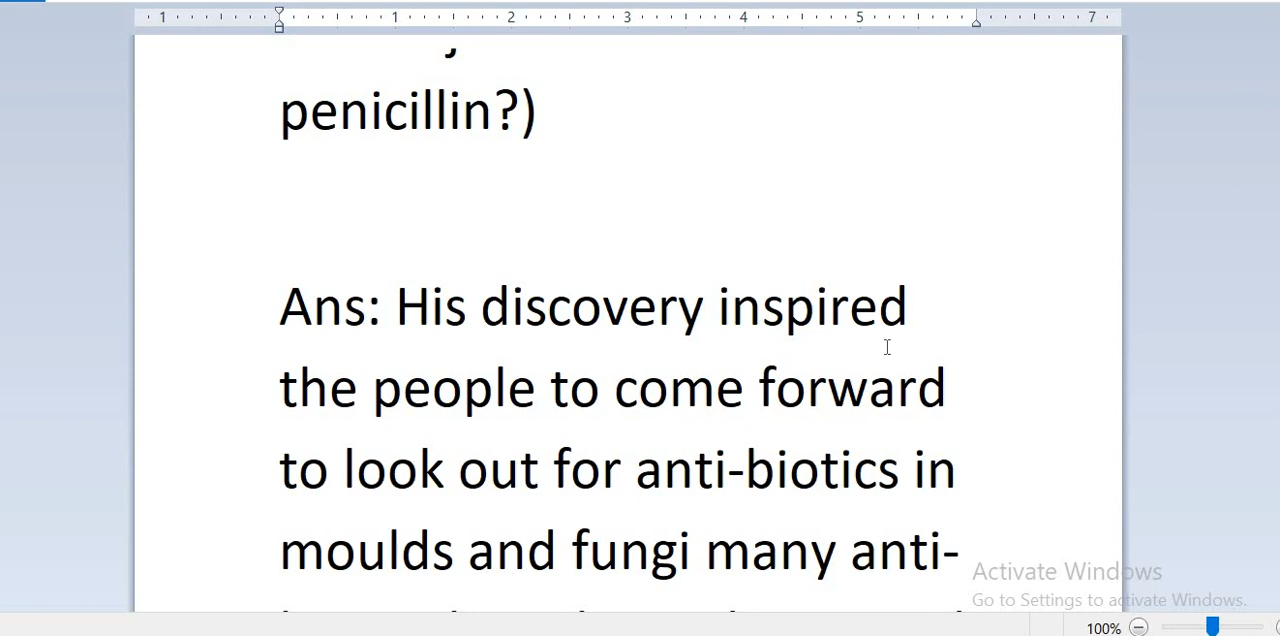 1 1 2 3 4 5 7
penicillin?)
Ans: His discovery inspired
the people to come forward
to look out for anti-biotics in
moulds and fungi many anti-
Activate Windows
Go to Settings to activate Windows.
100%